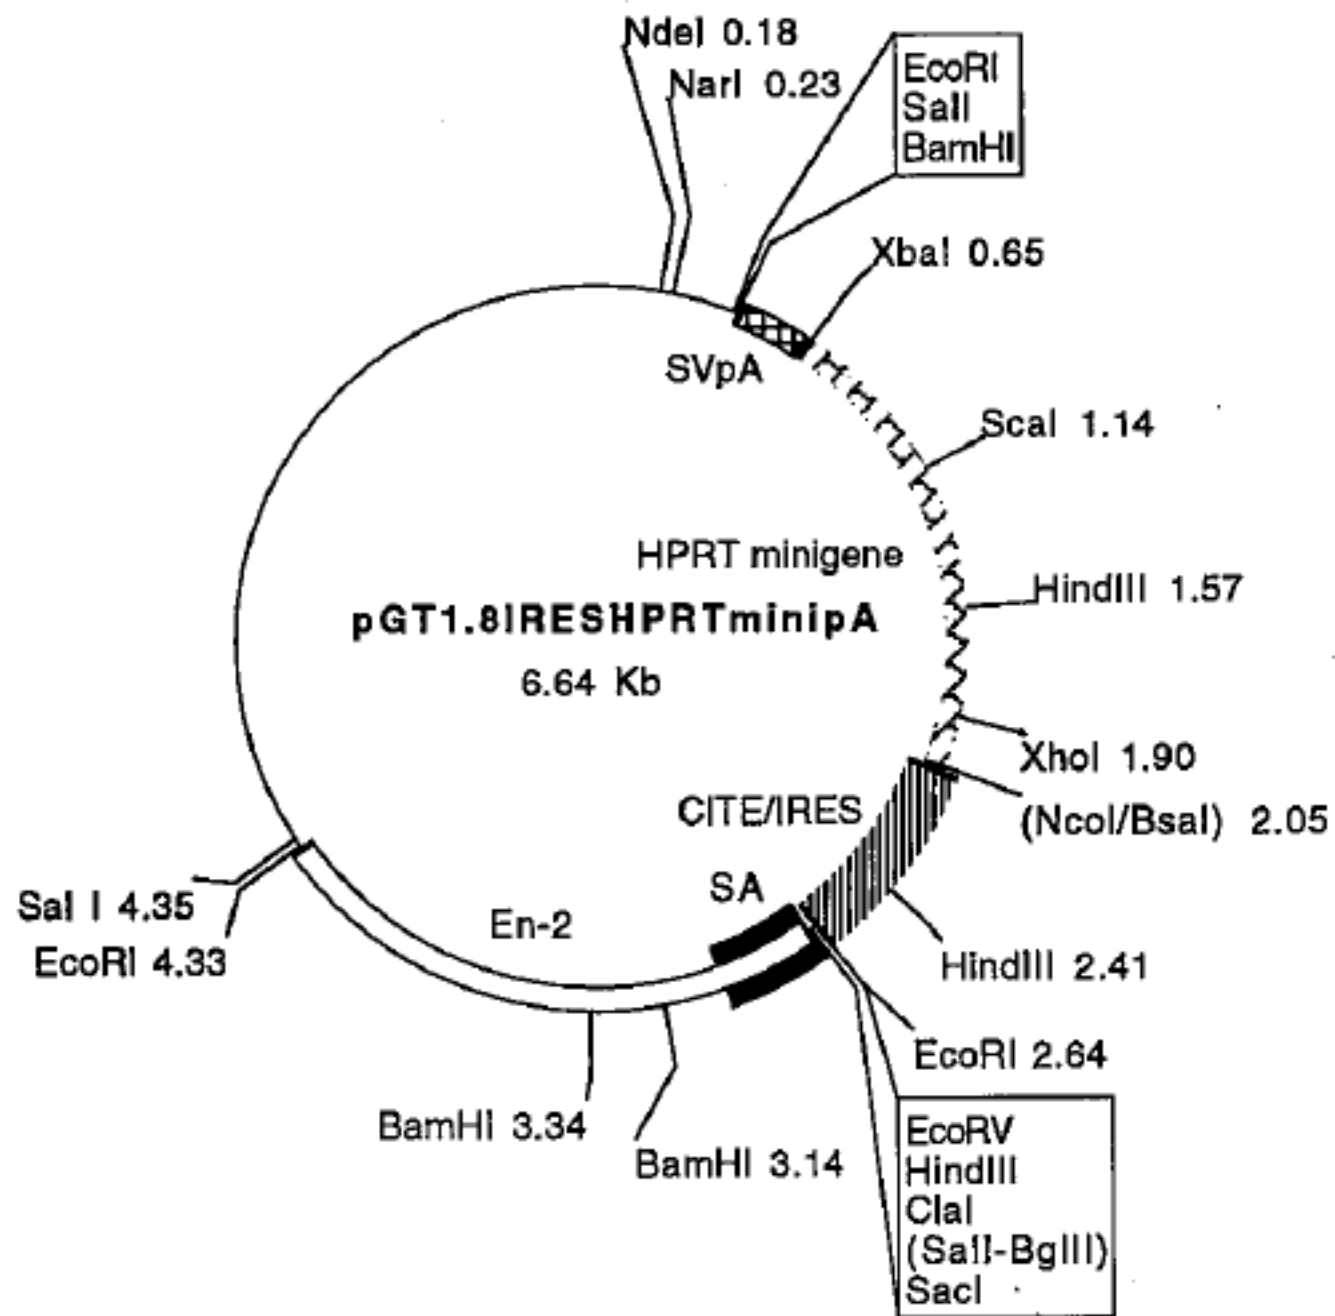 NdeI 0.18
NarI 0.23
EcoRI
SalI
BamHI
XbaI 0.65
SVpA
ScaI 1.14
HPRT minigene
HindIII 1.57
pGT1.8IRESHPRTminipA
6.64 Kb
XhoI 1.90
CITE/IRES
(NcoI/BsaI) 2.05
SA
Sal I 4.35
En-2
EcoRI 4.33
HindIII 2.41
EcoRI 2.64
BamHI 3.34
BamHI 3.14
EcoRV
HindIII
ClaI
(SalI-BglII)
SacI